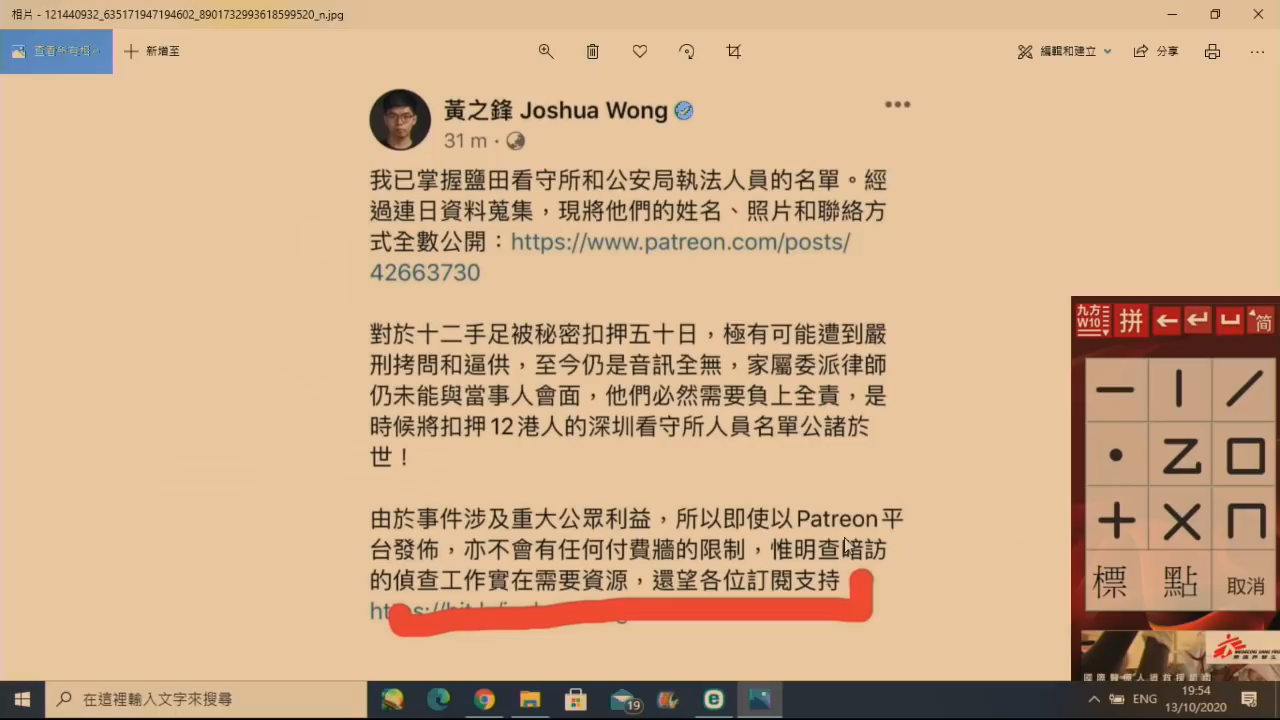 相片 - 121440932_635171947194602_8901732993618599520_n.jpg
查看所有相片
新增至
編輯和建立
分享
黃之鋒 Joshua Wong
31 m
我已掌握鹽田看守所和公安局執法人員的名單。經
過連日資料蒐集，現將他們的姓名、照片和聯絡方
式全數公開：https://www.patreon.com/posts/
42663730
對於十二手足被秘密扣押五十日，極有可能遭到嚴
刑拷問和逼供，至今仍是音訊全無，家屬委派律師
仍未能與當事人會面，他們必然需要負上全責，是
時候將扣押12港人的深圳看守所人員名單公諸於
世！
由於事件涉及重大公眾利益，所以即使以Patreon平
台發佈，亦不會有任何付費牆的限制，惟明查暗訪
的偵查工作實在需要資源，還望各位訂閱支持
九方
W10
拼
简
標
點
取消
在這裡輸入文字來搜尋
19
ENG
19:54
13/10/2020